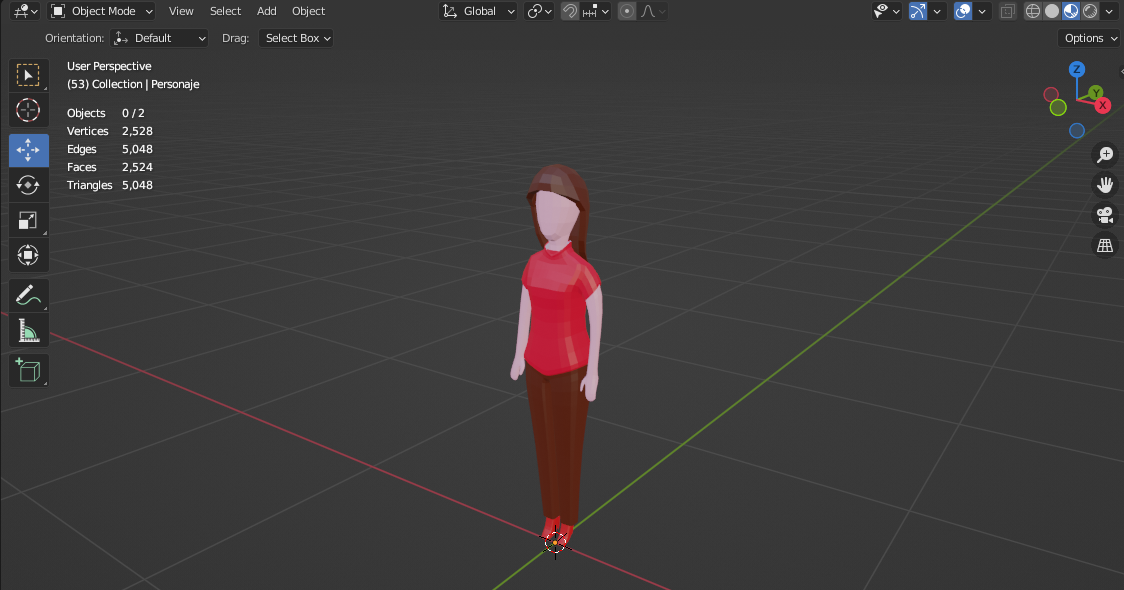 Object Mode View Select Add Object Global
Orientation: Default Drag: Select Box Options
User Perspective
(53) Collection | Personaje
Objects 0 / 2
Vertices 2,528
Edges 5,048
Faces 2,524
Triangles 5,048
Z
Y
X